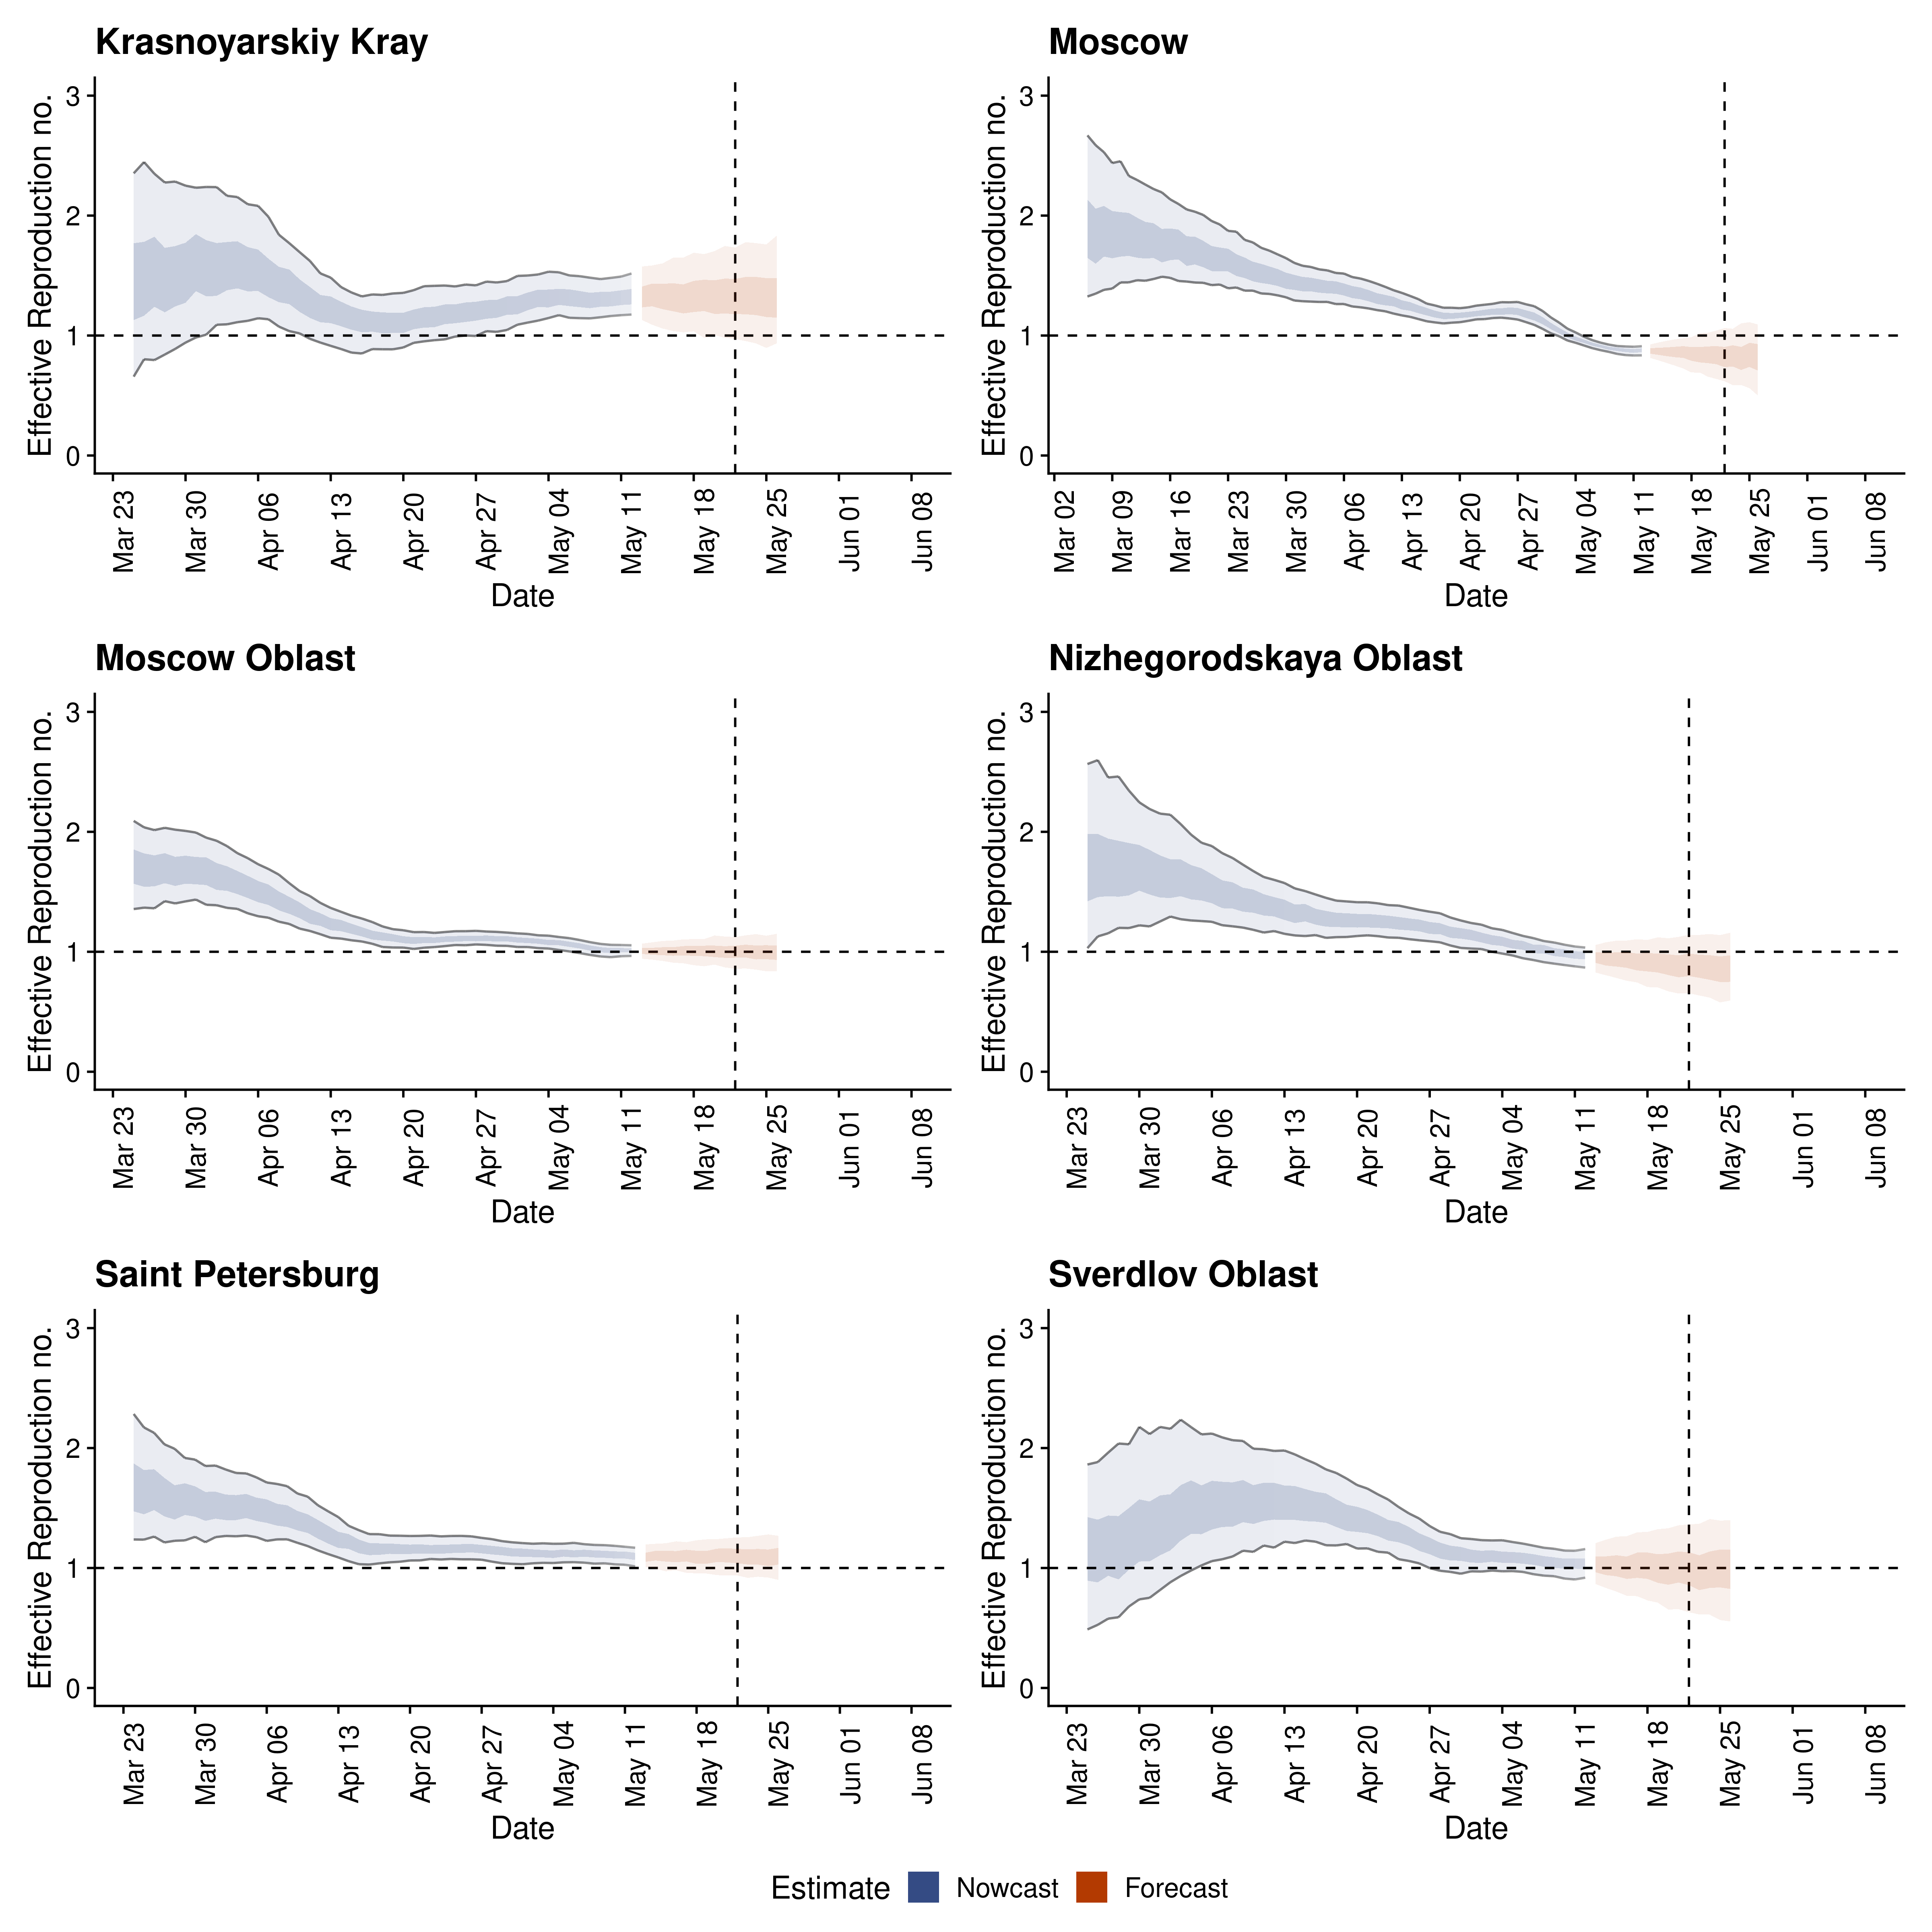 Krasnoyarskiy Kray
Effective Reproduction no.
3
2
1
0
Mar 23
Mar 30
Apr 06
Apr 13
Apr 20
Apr 27
May 04
May 11
May 18
May 25
Jun 01
Jun 08
Date
Moscow
Effective Reproduction no.
3
2
1
0
Mar 02
Mar 09
Mar 16
Mar 23
Mar 30
Apr 06
Apr 13
Apr 20
Apr 27
May 04
May 11
May 18
May 25
Jun 01
Jun 08
Date
Moscow Oblast
Effective Reproduction no.
3
2
1
0
Mar 23
Mar 30
Apr 06
Apr 13
Apr 20
Apr 27
May 04
May 11
May 18
May 25
Jun 01
Jun 08
Date
Nizhegorodskaya Oblast
Effective Reproduction no.
3
2
1
0
Mar 23
Mar 30
Apr 06
Apr 13
Apr 20
Apr 27
May 04
May 11
May 18
May 25
Jun 01
Jun 08
Date
Saint Petersburg
Effective Reproduction no.
3
2
1
0
Mar 23
Mar 30
Apr 06
Apr 13
Apr 20
Apr 27
May 04
May 11
May 18
May 25
Jun 01
Jun 08
Date
Sverdlov Oblast
Effective Reproduction no.
3
2
1
0
Mar 23
Mar 30
Apr 06
Apr 13
Apr 20
Apr 27
May 04
May 11
May 18
May 25
Jun 01
Jun 08
Date
Estimate Nowcast Forecast